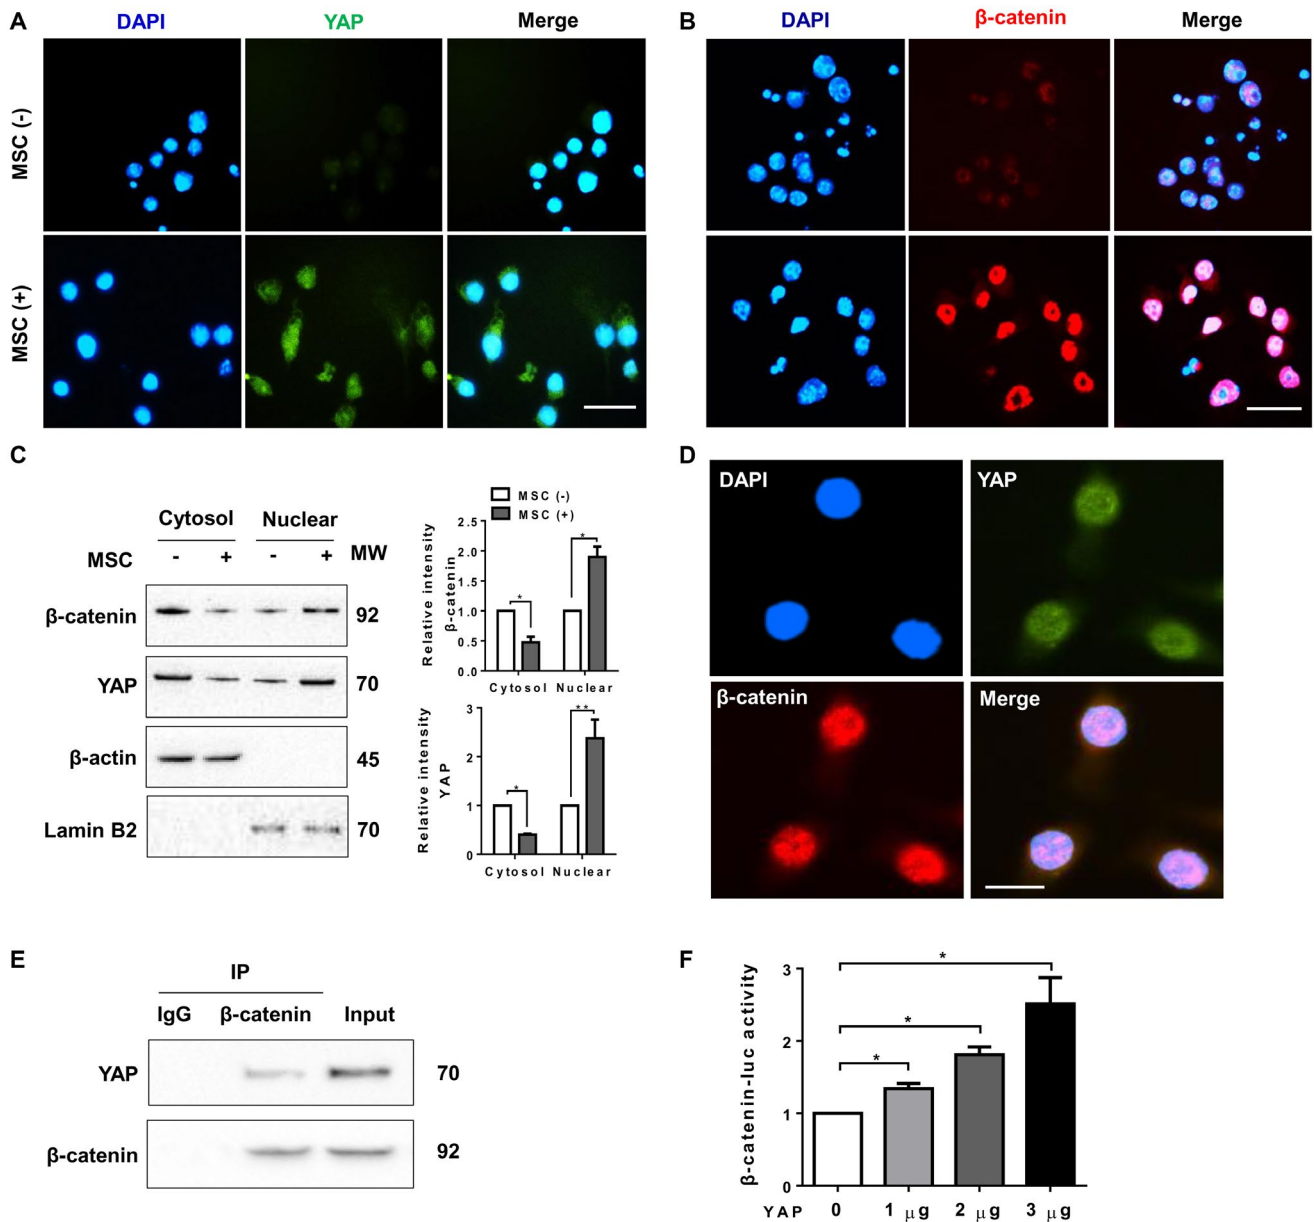 A
DAPI
YAP
Merge
MSC (-)
MSC (+)
B
DAPI
β-catenin
Merge
C
Cytosol
Nuclear
MSC
-
+
-
+
MW
β-catenin
92
YAP
70
β-actin
45
Lamin B2
70
MSC (-)
MSC (+)
Relative intensity
β-catenin
2.5
2.0
1.5
1.0
0.5
0.0
*
*
Cytosol
Nuclear
Relative intensity
YAP
3
2
1
0
*
**
Cytosol
Nuclear
D
DAPI
YAP
β-catenin
Merge
E
IP
IgG
β-catenin
Input
YAP
70
β-catenin
92
F
β-catenin-luc activity
3
2
1
0
*
*
*
YAP
0
1 μg
2 μg
3 μg